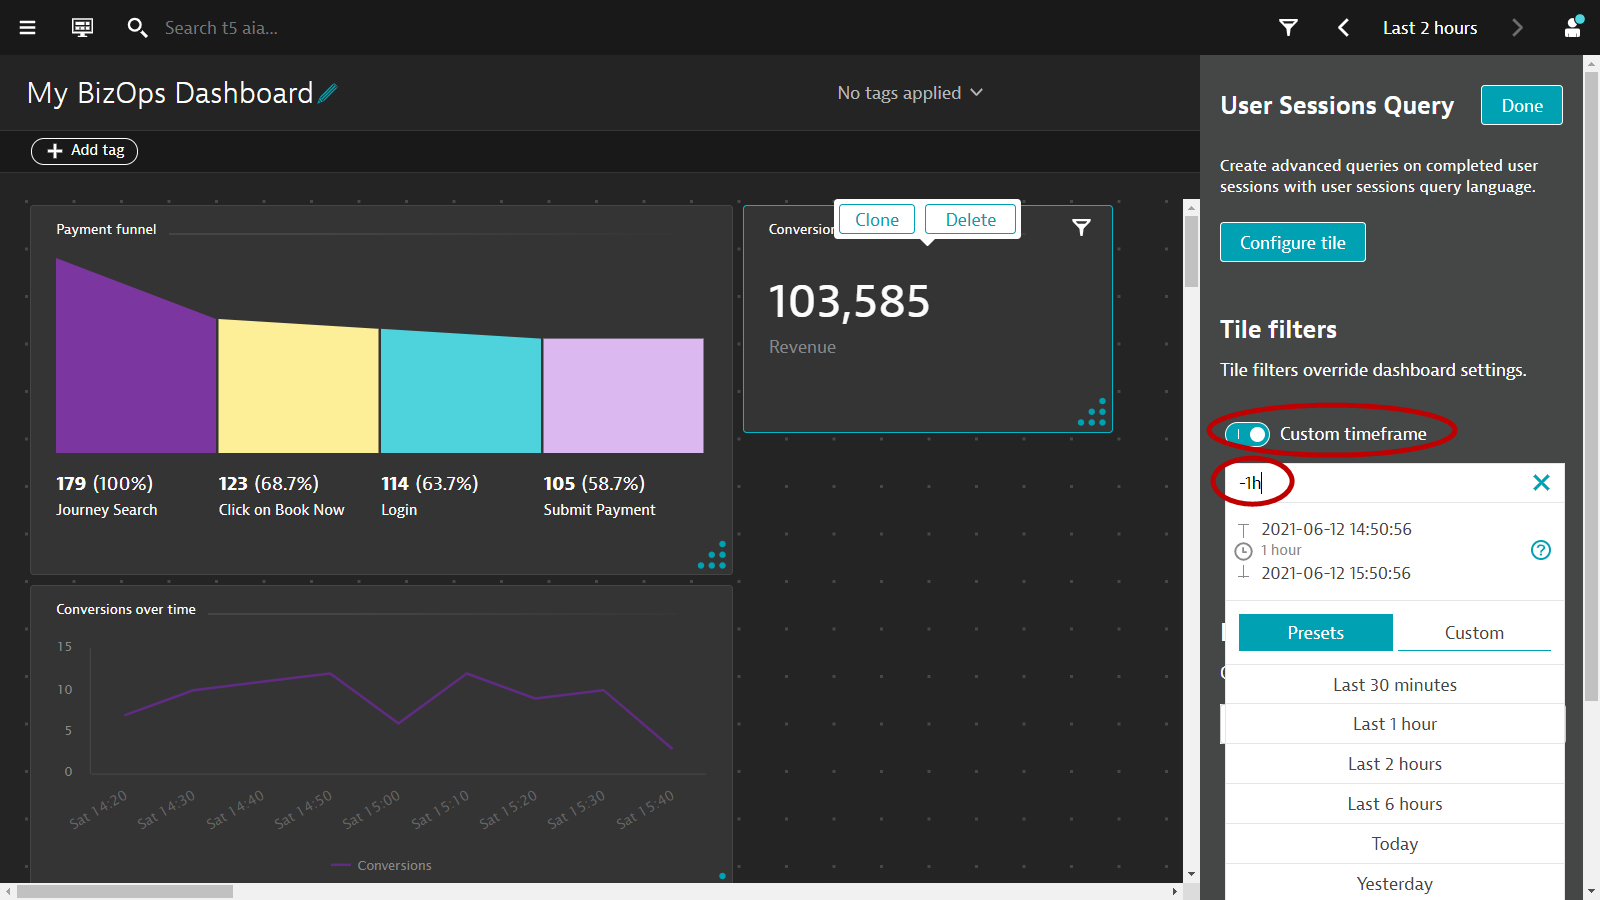 Search t5 aia...
Last 2 hours
My BizOps Dashboard
No tags applied
Add tag
Payment funnel
179 (100%)
Journey Search
123 (68.7%)
Click on Book Now
114 (63.7%)
Login
105 (58.7%)
Submit Payment
Conversion
Clone
Delete
103,585
Revenue
Conversions over time
15
10
5
0
Sat 14:20
Sat 14:30
Sat 14:40
Sat 14:50
Sat 15:00
Sat 15:10
Sat 15:20
Sat 15:30
Sat 15:40
Conversions
User Sessions Query
Done
Create advanced queries on completed user
sessions with user sessions query language.
Configure tile
Tile filters
Tile filters override dashboard settings.
Custom timeframe
-1h
2021-06-12 14:50:56
1 hour
2021-06-12 15:50:56
Presets
Custom
Last 30 minutes
Last 1 hour
Last 2 hours
Last 6 hours
Today
Yesterday